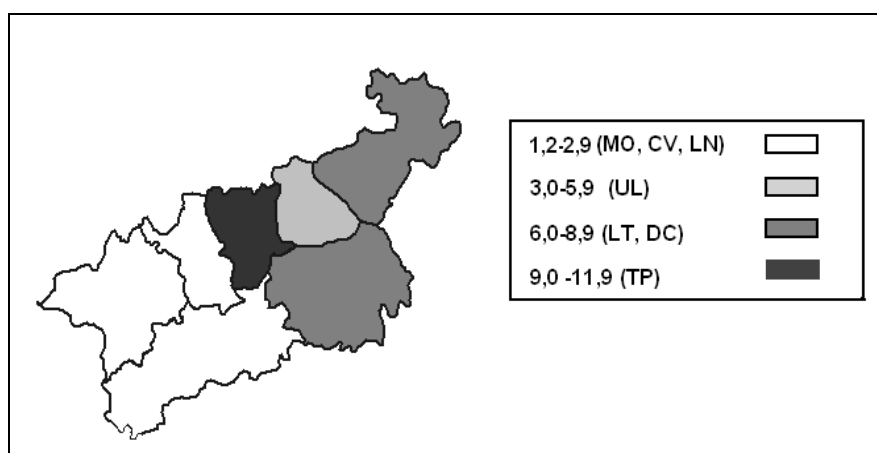 1,2-2,9 (MO, CV, LN)
3,0-5,9 (UL)
6,0-8,9 (LT, DC)
9,0 -11,9 (TP)